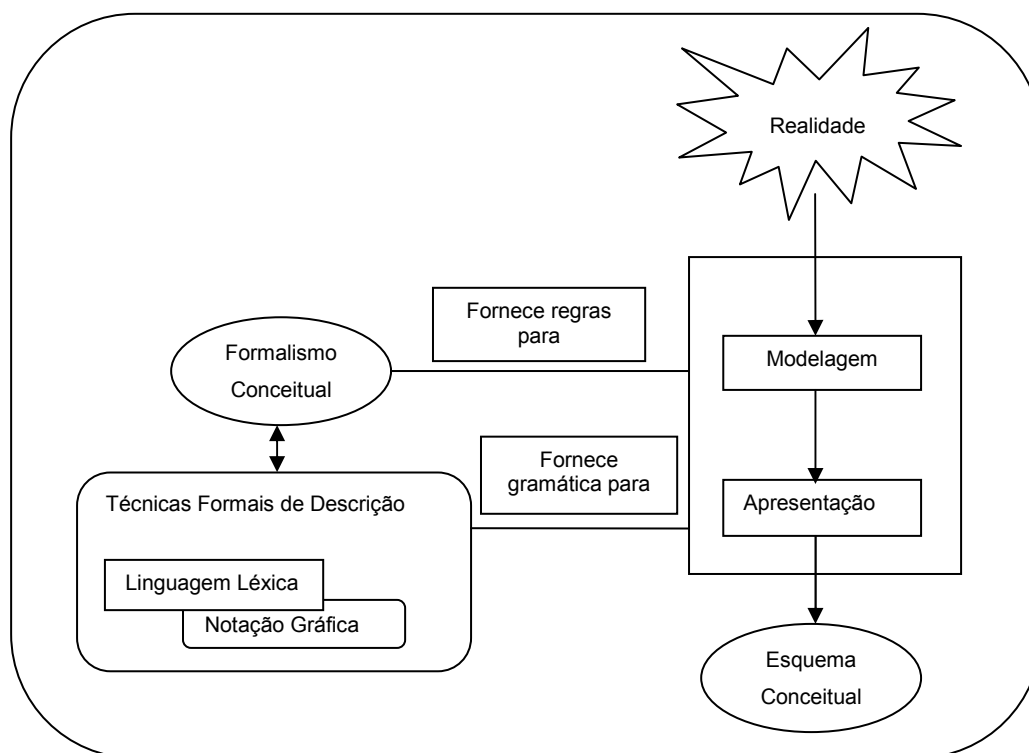 Realidade
Fornece regras
para
Formalismo
Conceitual
Modelagem
Fornece
gramática para
Técnicas Formais de Descrição
Apresentação
Linguagem Léxica
Notação Gráfica
Esquema
Conceitual